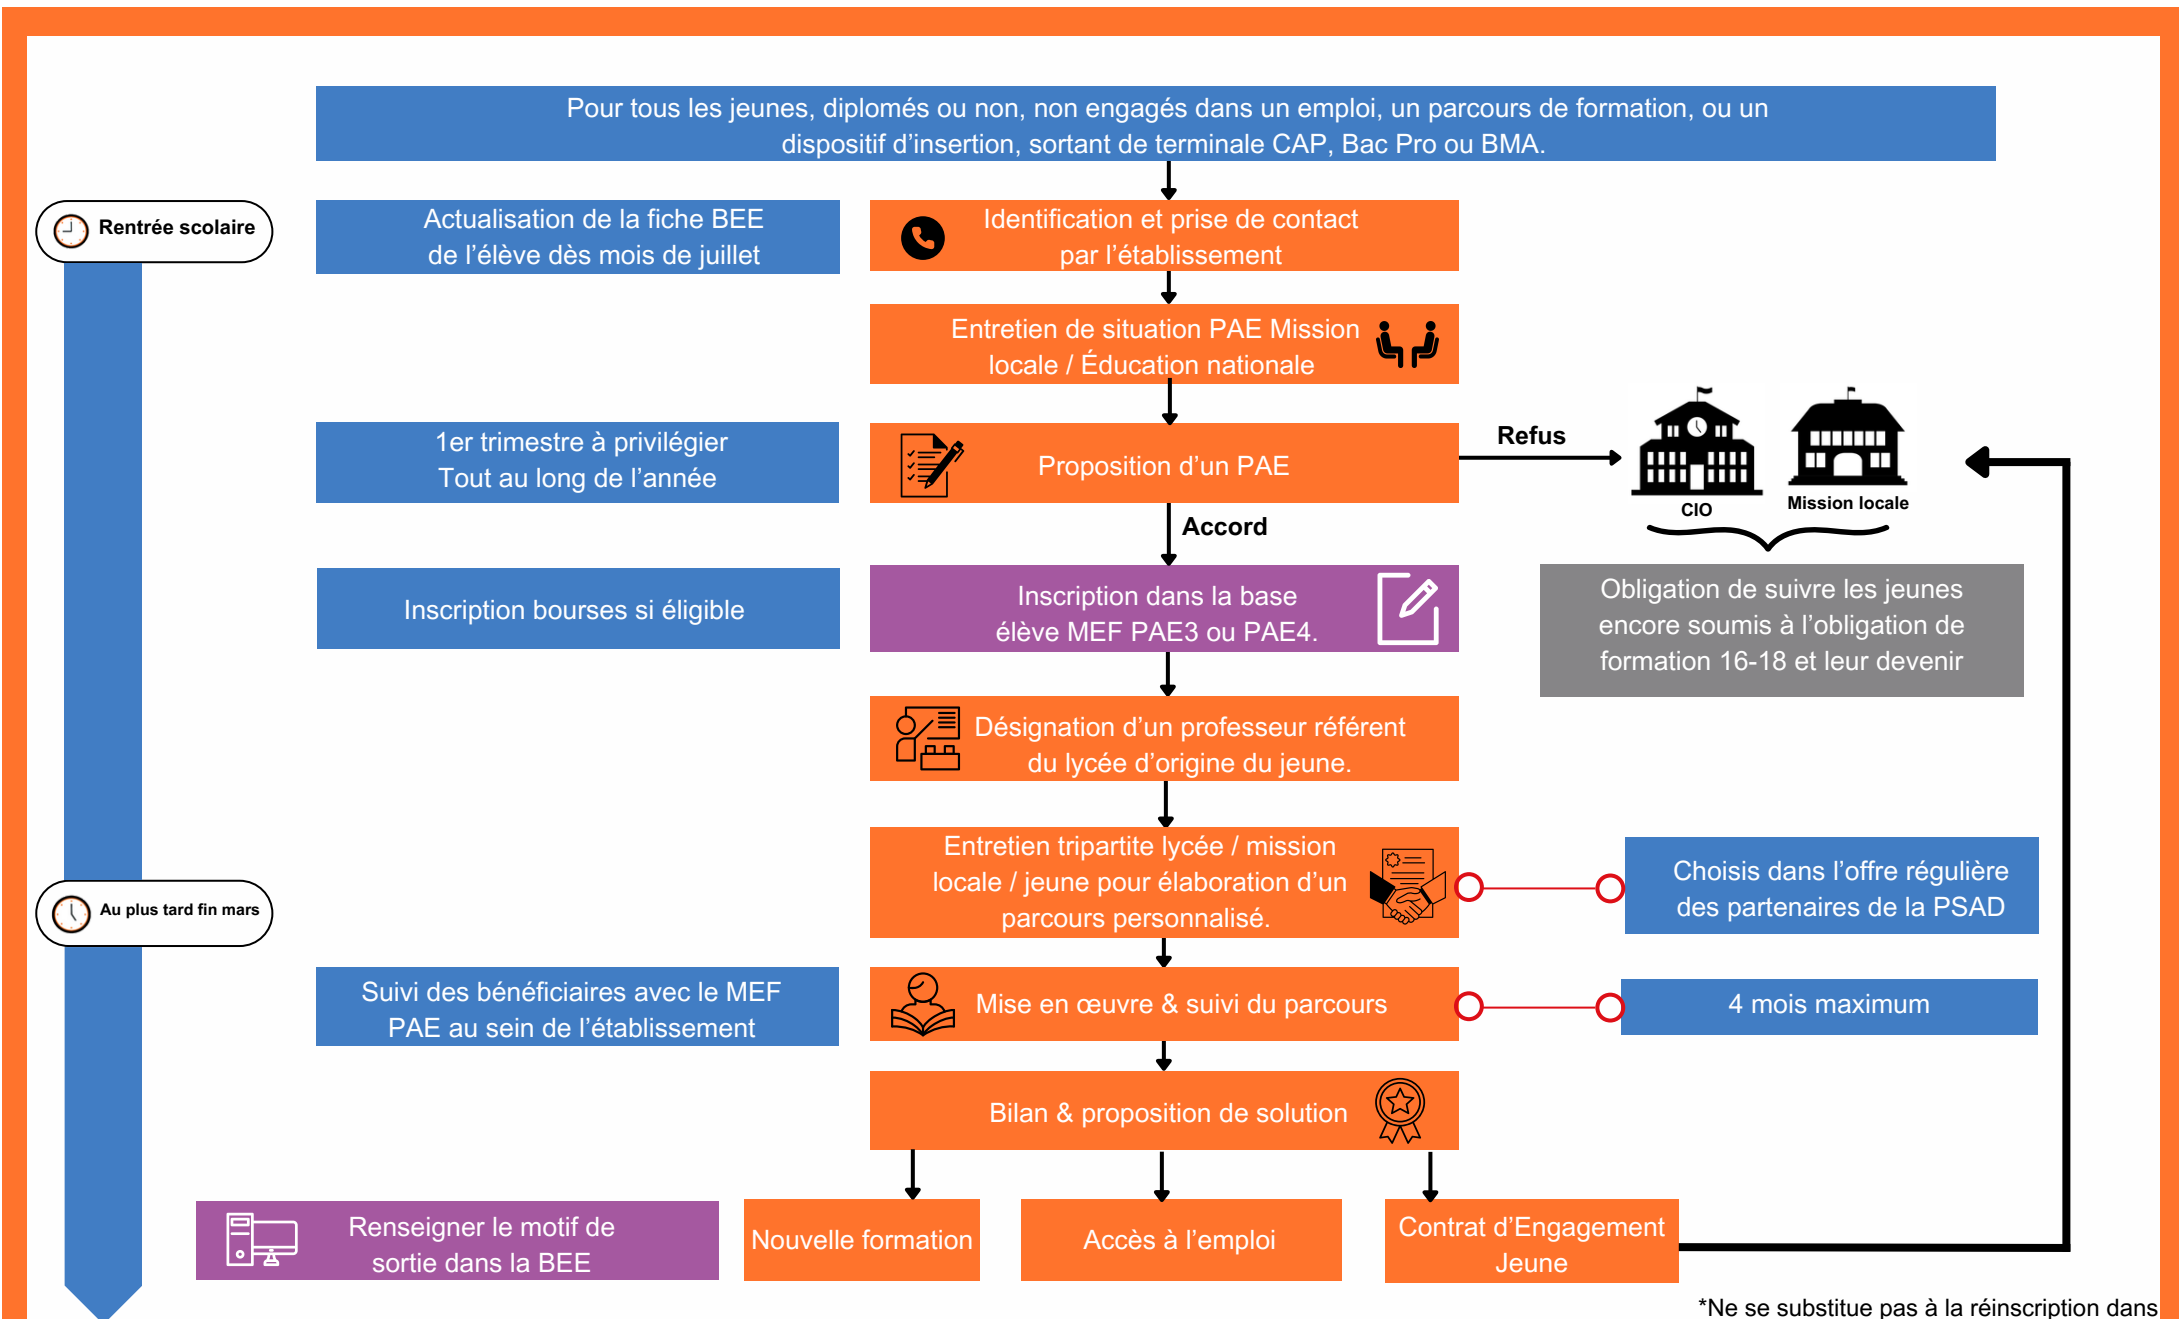 Pour tous les jeunes, diplomés ou non, non engagés dans un emploi, un parcours de formation, ou un
dispositif d’insertion, sortant de terminale CAP, Bac Pro ou BMA.
Rentrée scolaire
Actualisation de la fiche BEE
de l’élève dès mois de juillet
Identification et prise de contact
par l’établissement
Entretien de situation PAE Mission
locale / Éducation nationale
1er trimestre à privilégier
Tout au long de l’année
Proposition d’un PAE
Refus
CIO
Mission locale
Accord
Obligation de suivre les jeunes
encore soumis à l’obligation de
formation 16-18 et leur devenir
Inscription bourses si éligible
Inscription dans la base
élève MEF PAE3 ou PAE4.
Désignation d’un professeur référent
du lycée d’origine du jeune.
Au plus tard fin mars
Entretien tripartite lycée / mission
locale / jeune pour élaboration d’un
parcours personnalisé.
Choisis dans l’offre régulière
des partenaires de la PSAD
Suivi des bénéficiaires avec le MEF
PAE au sein de l’établissement
Mise en œuvre & suivi du parcours
4 mois maximum
Bilan & proposition de solution
Renseigner le motif de
sortie dans la BEE
Nouvelle formation
Accès à l’emploi
Contrat d’Engagement
Jeune
*Ne se substitue pas à la réinscription dans